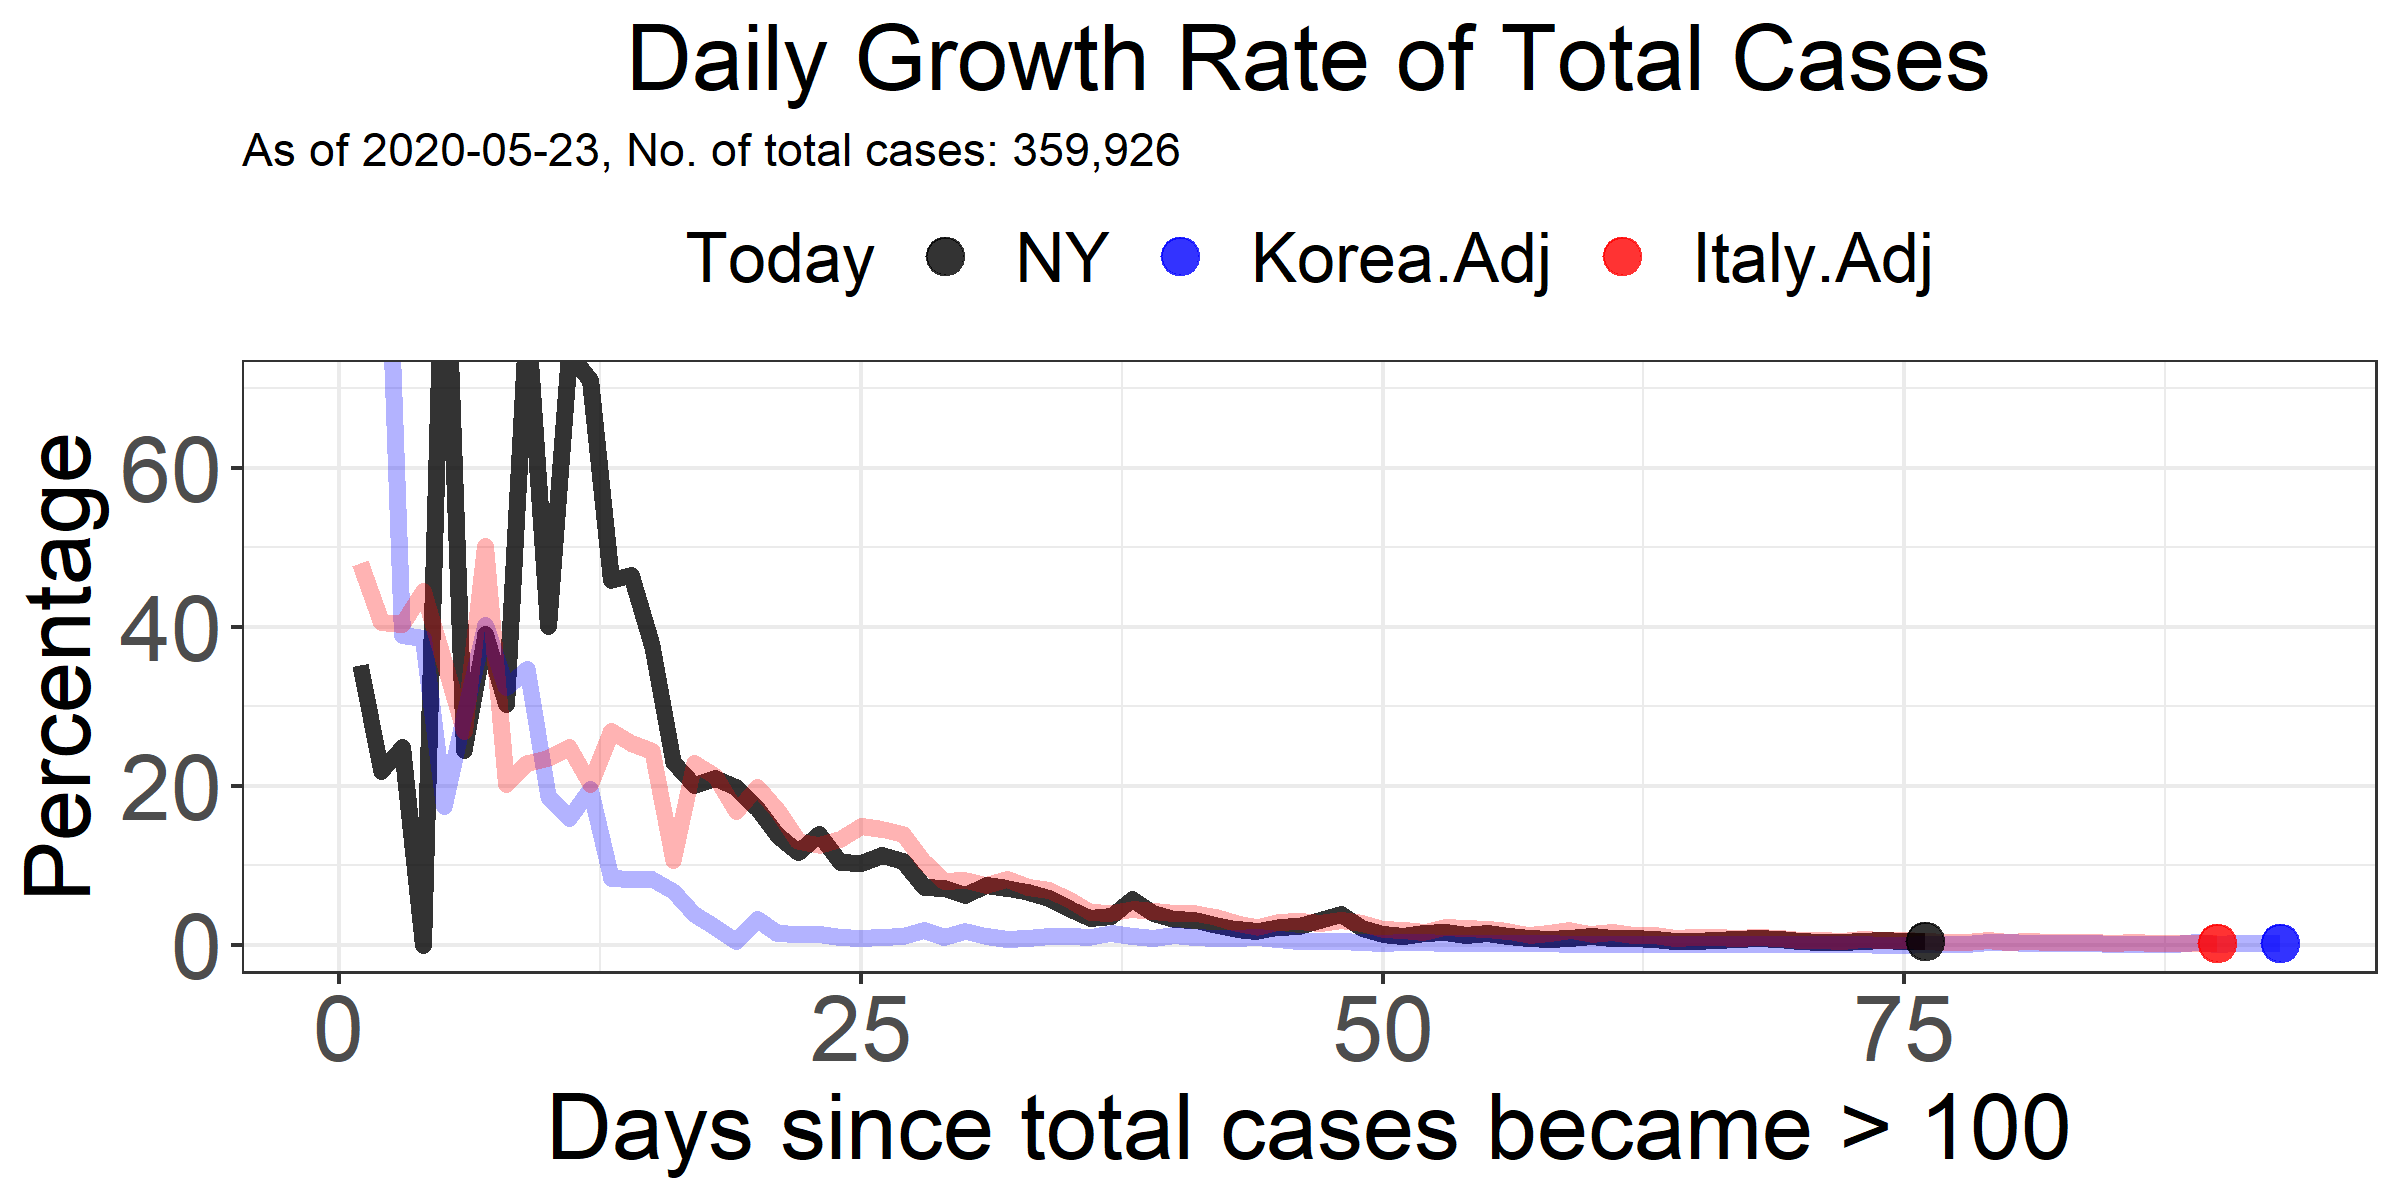 Daily Growth Rate of Total Cases
As of 2020-05-23, No. of total cases: 359,926
Today NY Korea.Adj Italy.Adj
Percentage
60
40
20
0
0 25 50 75
Days since total cases became > 100